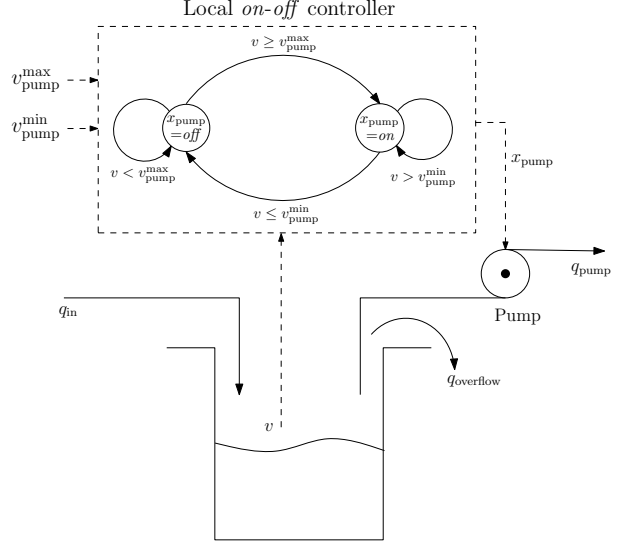 Local on-off controller
v ≥ v_pump^max
v_pump^max
v_pump^min
x_pump
=off
x_pump
=on
v < v_pump^max
v > v_pump^min
x_pump
v ≤ v_pump^min
q_pump
q_in
Pump
q_overflow
v